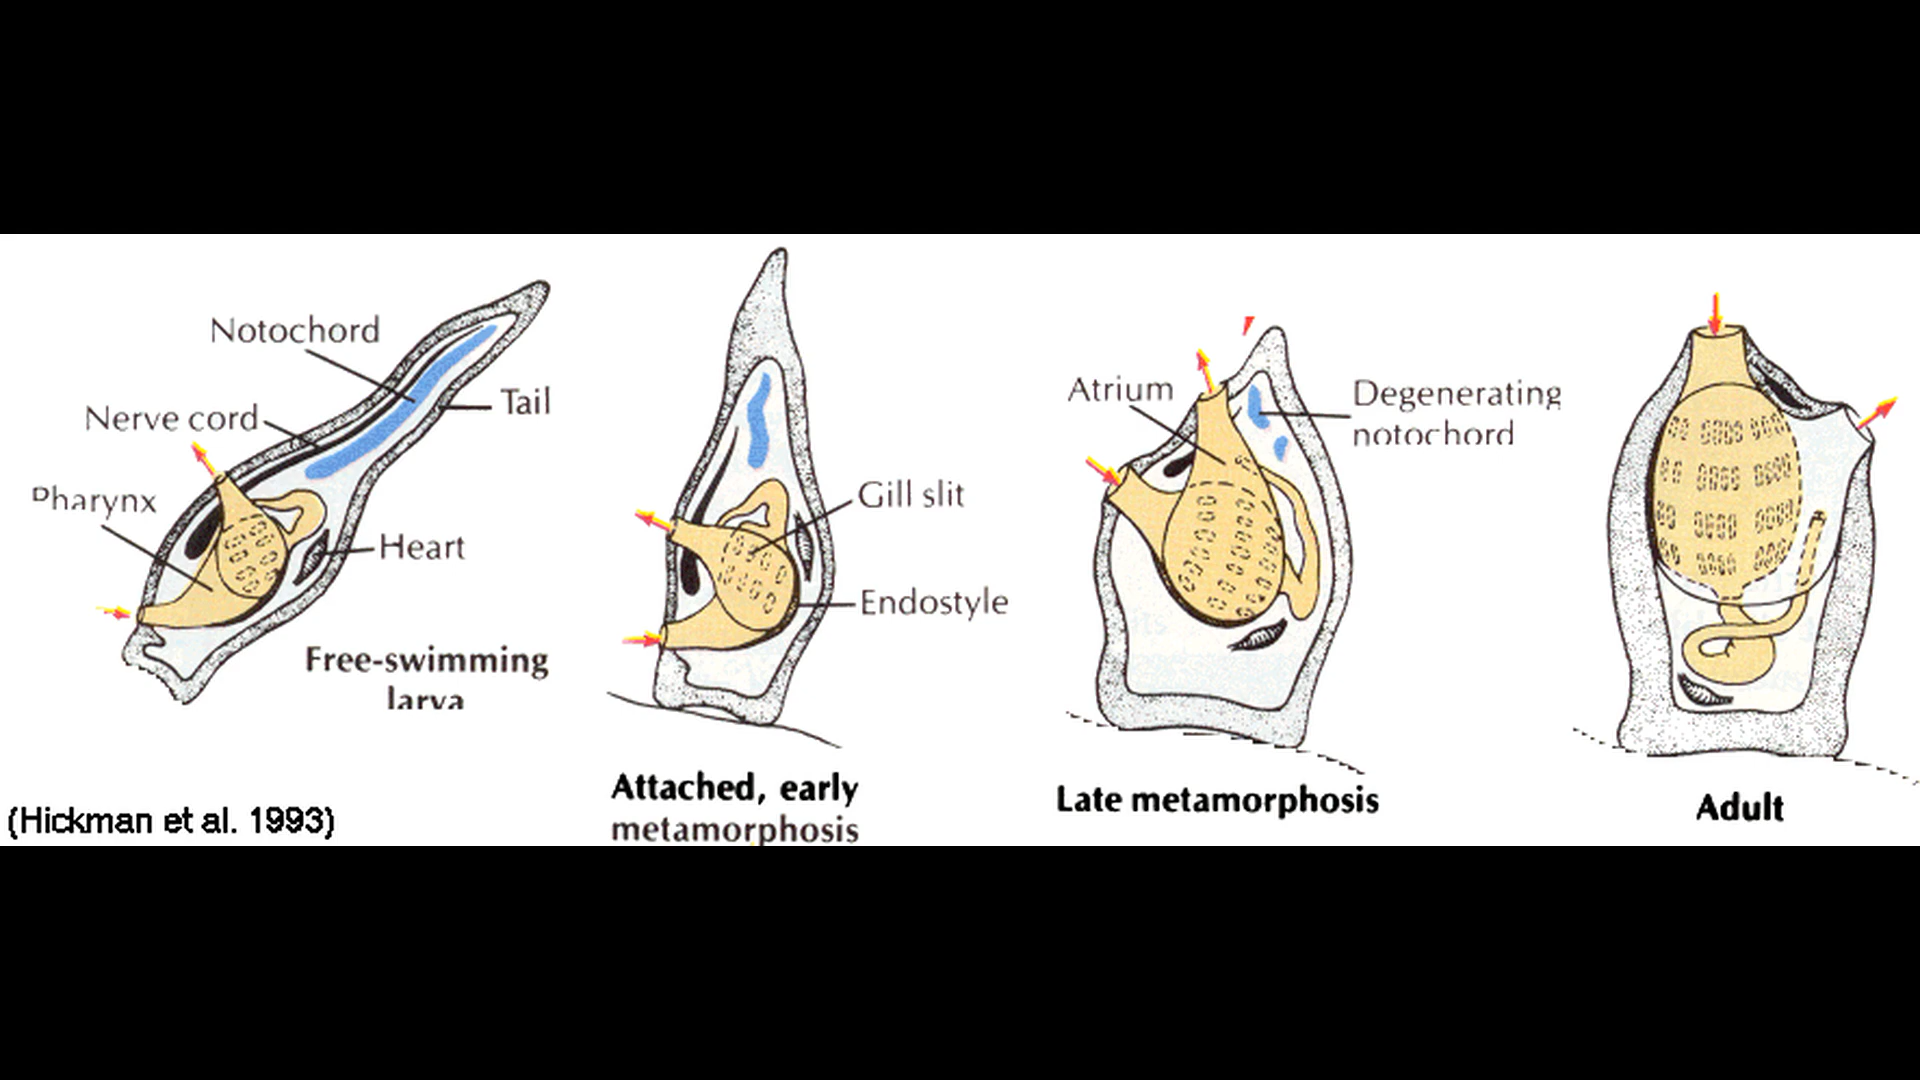 Notochord
Nerve cord
Tail
Pharynx
Heart
Free-swimming
larva
(Hickman et al. 1993)
Gill slit
Endostyle
Attached, early
metamorphosis
Atrium
Degenerating
notochord
Late metamorphosis
Adult